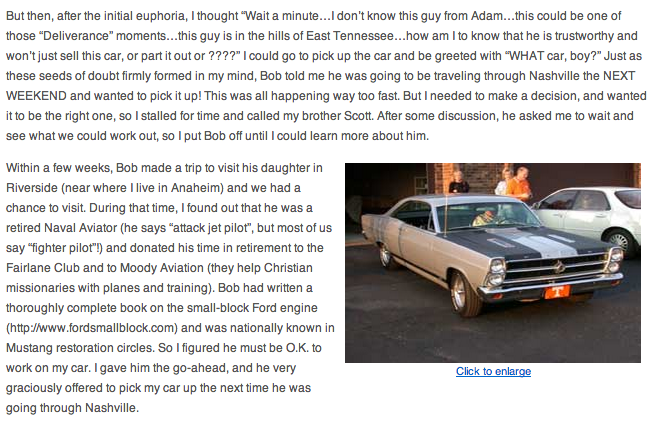 But then, after the initial euphoria, I thought “Wait a minute…I don’t know this guy from Adam…this could be one of
those “Deliverance” moments…this guy is in the hills of East Tennessee…how am I to know that he is trustworthy and
won’t just sell this car, or part it out or ????” I could go to pick up the car and be greeted with “WHAT car, boy?” Just as
these seeds of doubt firmly formed in my mind, Bob told me he was going to be traveling through Nashville the NEXT
WEEKEND and wanted to pick it up! This was all happening way too fast. But I needed to make a decision, and wanted
it to be the right one, so I stalled for time and called my brother Scott. After some discussion, he asked me to wait and
see what we could work out, so I put Bob off until I could learn more about him.
Within a few weeks, Bob made a trip to visit his daughter in
Riverside (near where I live in Anaheim) and we had a
chance to visit. During that time, I found out that he was a
retired Naval Aviator (he says “attack jet pilot”, but most of us
say “fighter pilot”!) and donated his time in retirement to the
Fairlane Club and to Moody Aviation (they help Christian
missionaries with planes and training). Bob had written a
thoroughly complete book on the small-block Ford engine
(http://www.fordsmallblock.com) and was nationally known in
Mustang restoration circles. So I figured he must be O.K. to
work on my car. I gave him the go-ahead, and he very
graciously offered to pick my car up the next time he was
going through Nashville.
T
Click to enlarge